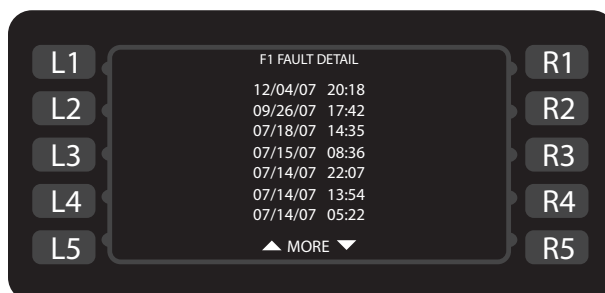 F1 FAULT DETAIL
L1 R1
12/04/07 20:18
09/26/07 17:42
L2 R2
07/18/07 14:35
07/15/07 08:36
L3 R3
07/14/07 22:07
07/14/07 13:54
L4 R4
07/14/07 05:22
▲ MORE ▼
L5 R5